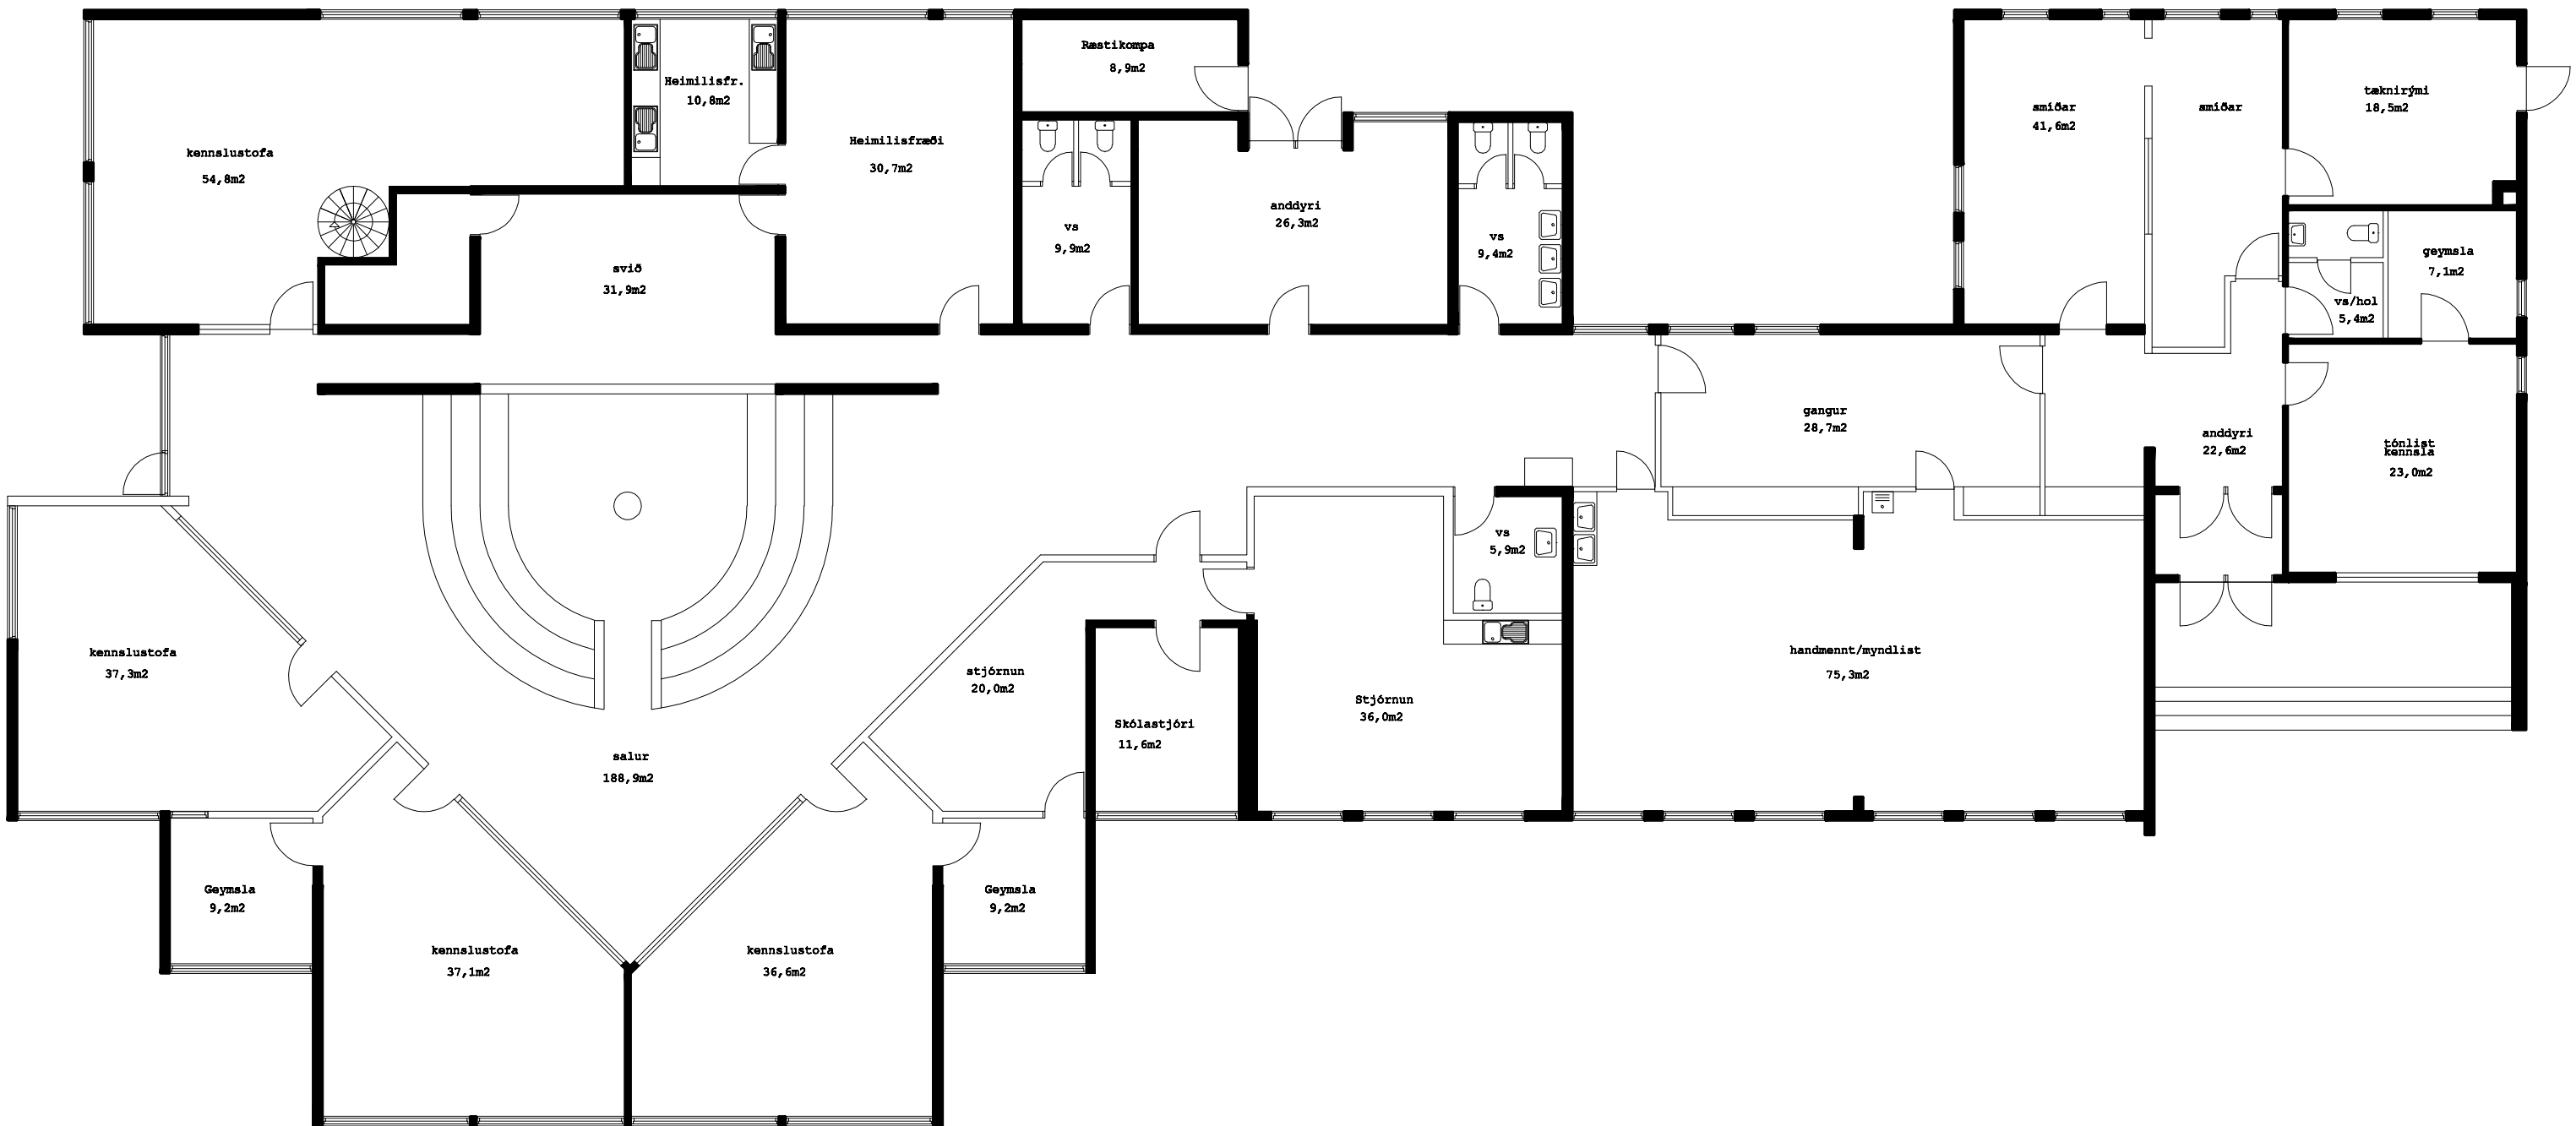 Ræstikompa
8,9m2
Heimilisfr.
10,8m2
kennslustofa
54,8m2
Heimilisfræði
30,7m2
smíðar
41,6m2
smíðar
tæknirými
18,5m2
anddyri
26,3m2
vs
9,9m2
vs
9,4m2
svið
31,9m2
geymsla
7,1m2
vs/hol
5,4m2
gangur
28,7m2
anddyri
22,6m2
tónlist
kennsla
23,0m2
vs
5,9m2
kennslustofa
37,3m2
stjórnun
20,0m2
Stjórnun
36,0m2
handmennt/myndlist
75,3m2
Skólastjóri
11,6m2
salur
188,9m2
Geymsla
9,2m2
Geymsla
9,2m2
kennslustofa
37,1m2
kennslustofa
36,6m2